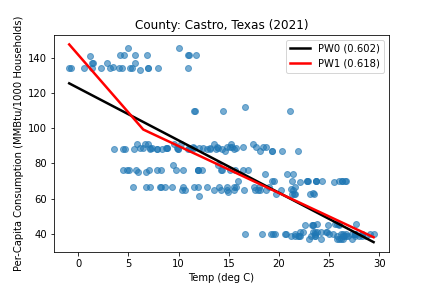 County: Castro, Texas (2021)
PW0 (0.602)
PW1 (0.618)
Per-Capita Consumption (MMBtu/1000 Households)
140
120
100
80
60
40
0 5 10 15 20 25 30
Temp (deg C)